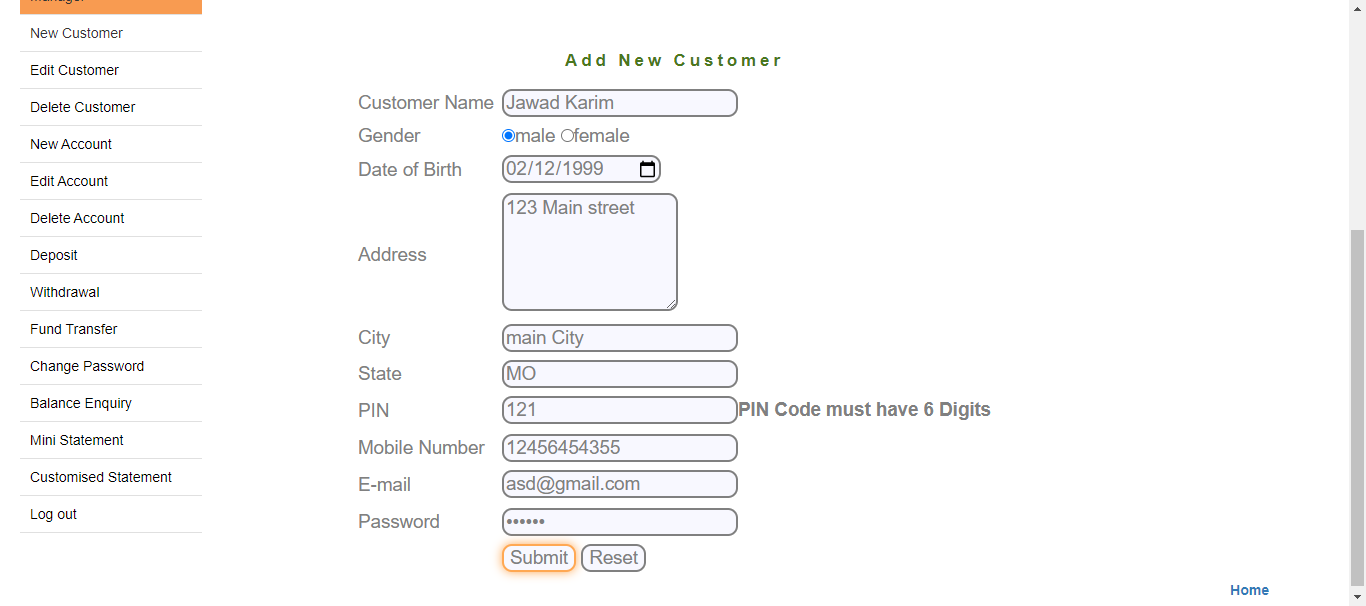 Manager
New Customer
Edit Customer
Delete Customer
New Account
Edit Account
Delete Account
Deposit
Withdrawal
Fund Transfer
Change Password
Balance Enquiry
Mini Statement
Customised Statement
Log out
Add New Customer
Customer Name Jawad Karim
Gender male female
Date of Birth 02/12/1999
Address 123 Main street
City main City
State MO
PIN 121 PIN Code must have 6 Digits
Mobile Number 12456454355
E-mail asd@gmail.com
Password ••••••
Submit Reset
Home